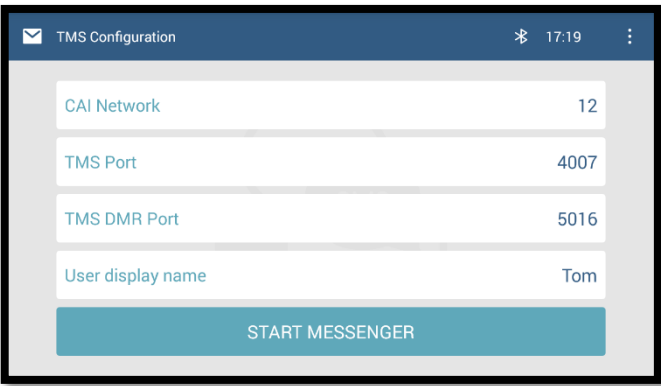 TMS Configuration 17:19
CAI Network 12
TMS Port 4007
TMS DMR Port 5016
User display name Tom
START MESSENGER